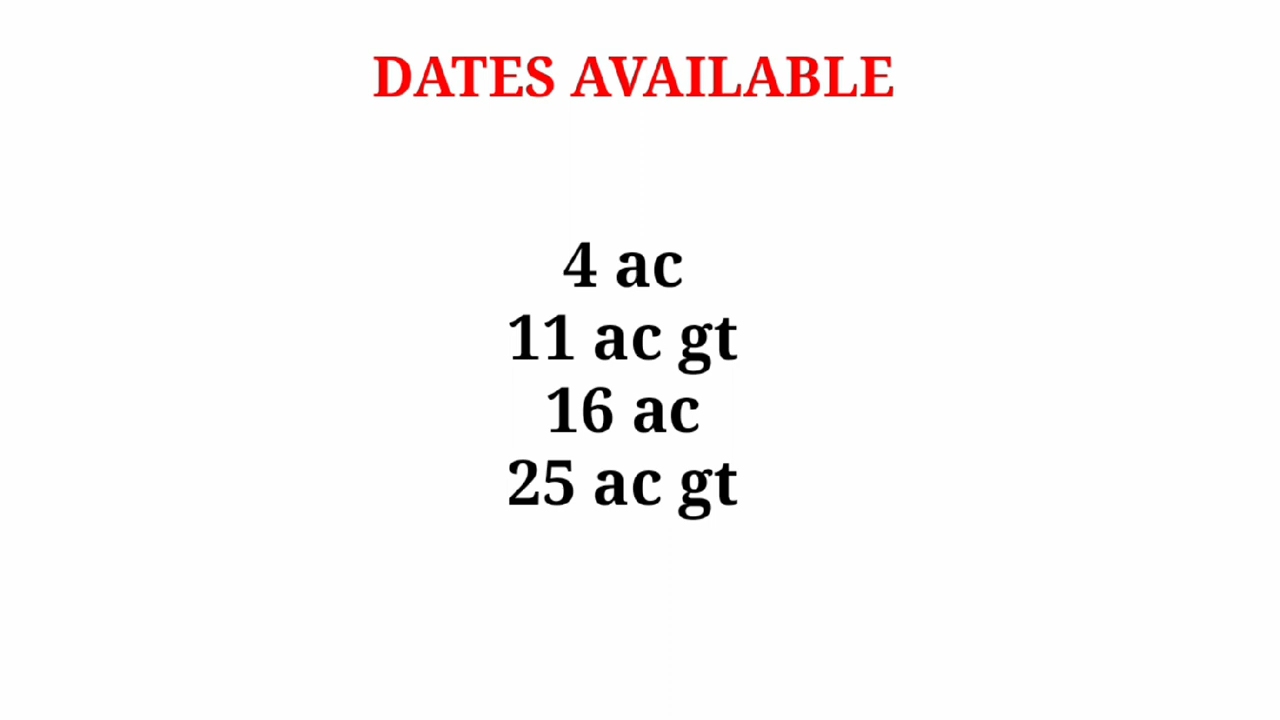 DATES AVAILABLE
4 ac
11 ac gt
16 ac
25 ac gt